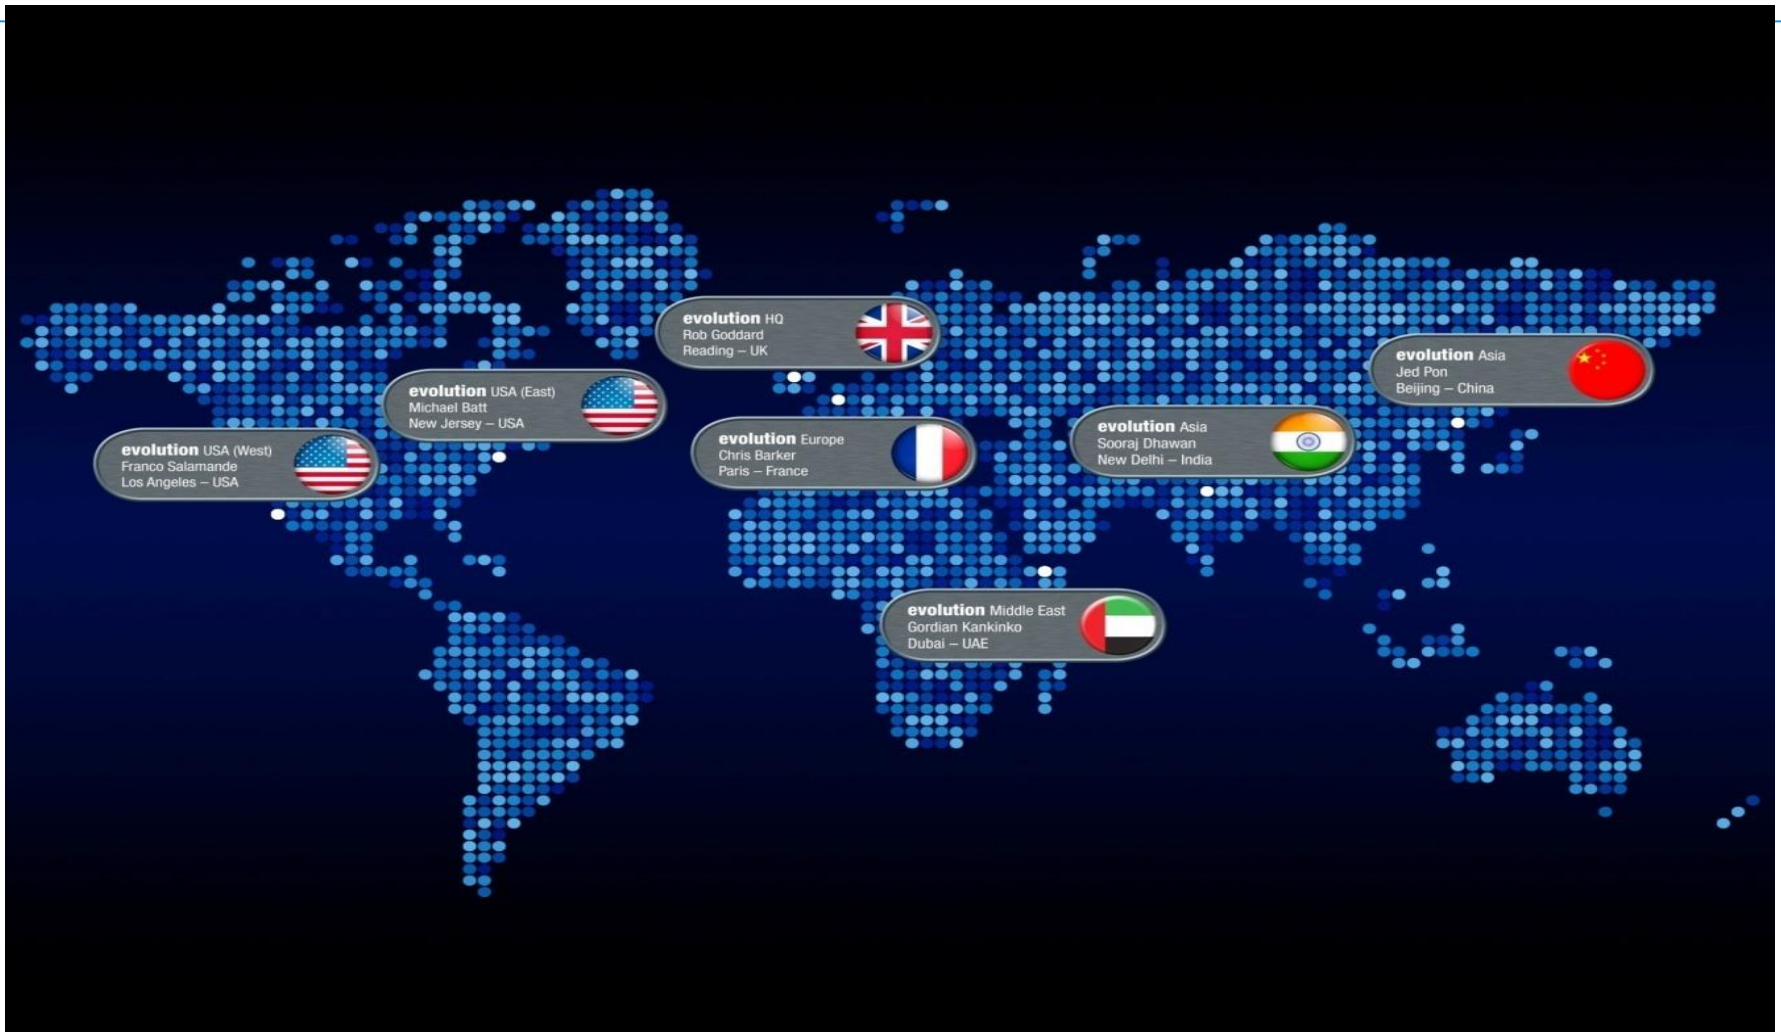 evolution HQ
Rob Goddard
Reading – UK
evolution Asia
Jed Pon
Beijing – China
evolution USA (East)
Michael Batt
New Jersey – USA
evolution USA (West)
Franco Salamande
Los Angeles – USA
evolution Europe
Chris Barker
Paris – France
evolution Asia
Sooraj Dhawan
New Delhi – India
evolution Middle East
Gordian Kankinko
Dubai – UAE